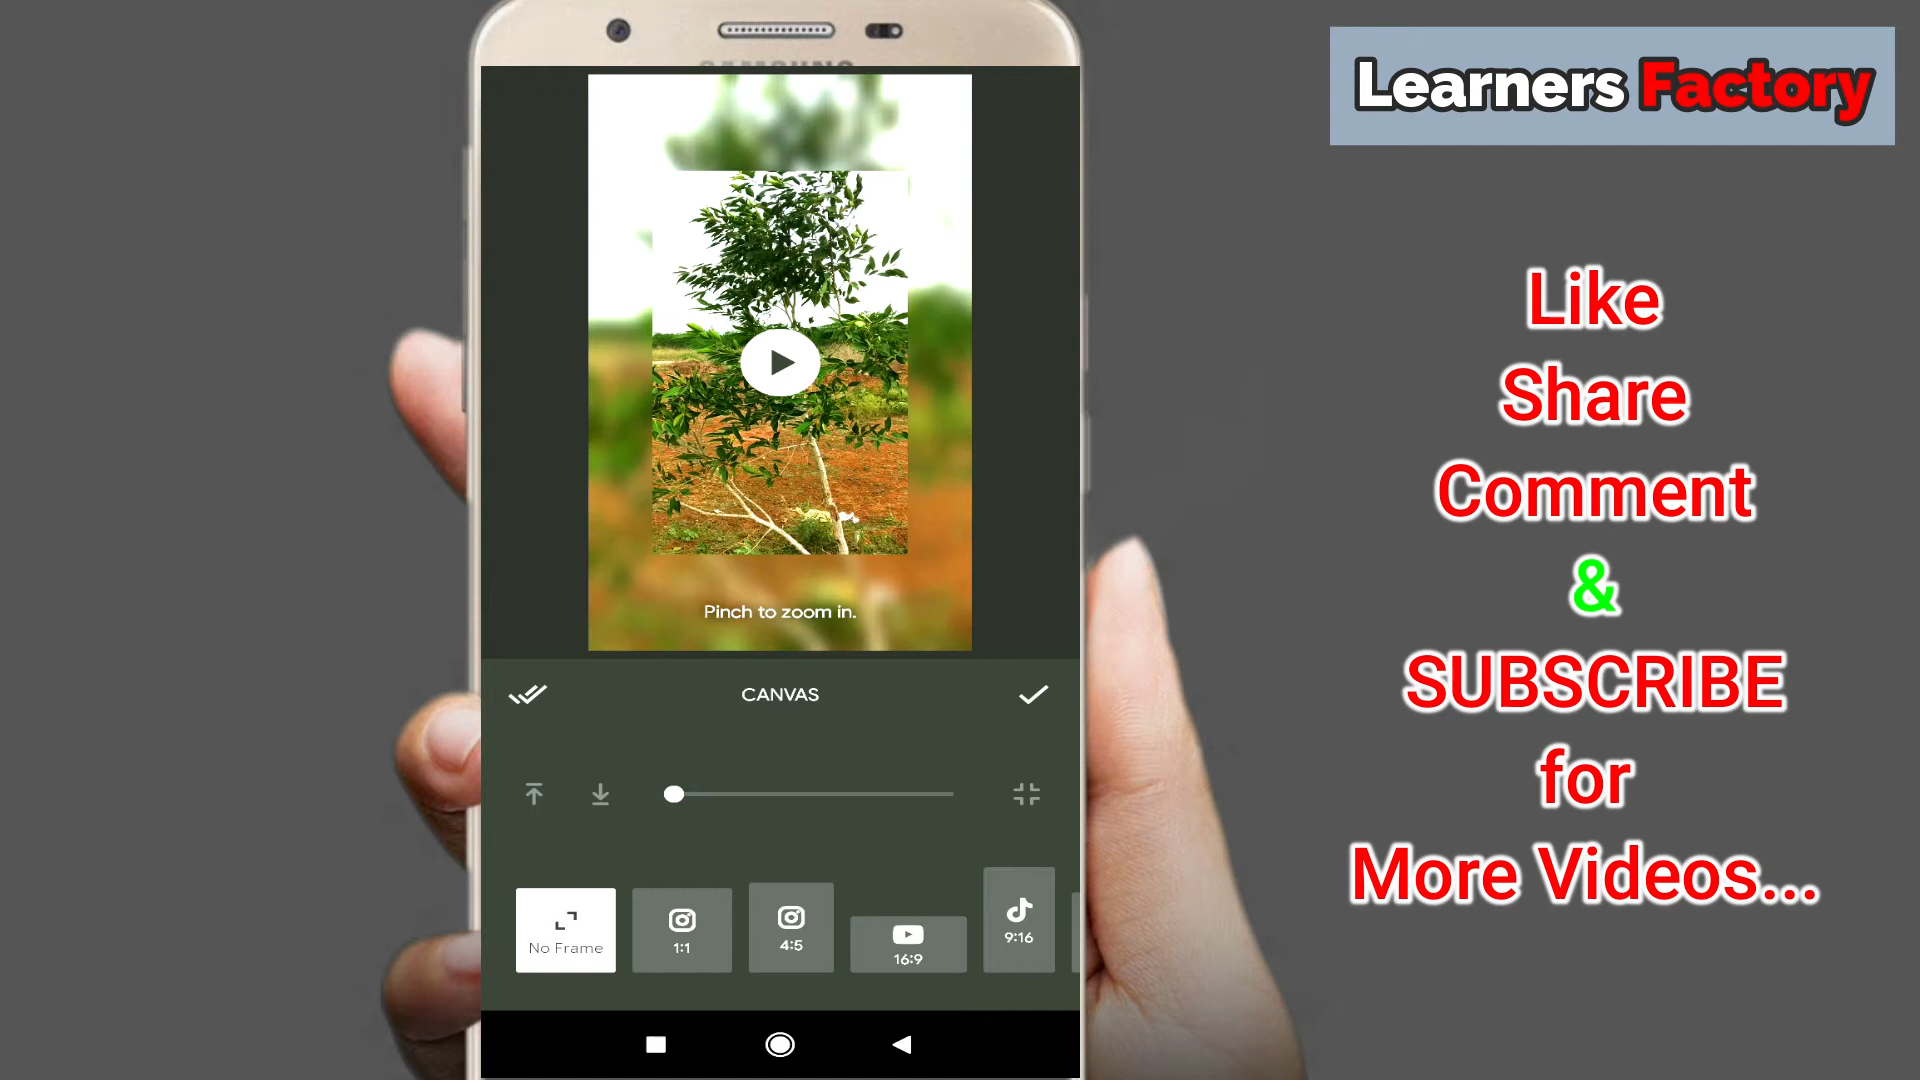 SAMSUNG
Learners Factory
Pinch to zoom in.
CANVAS
No Frame
1:1
4:5
16:9
9:16
Like
Share
Comment
&
SUBSCRIBE
for
More Videos...